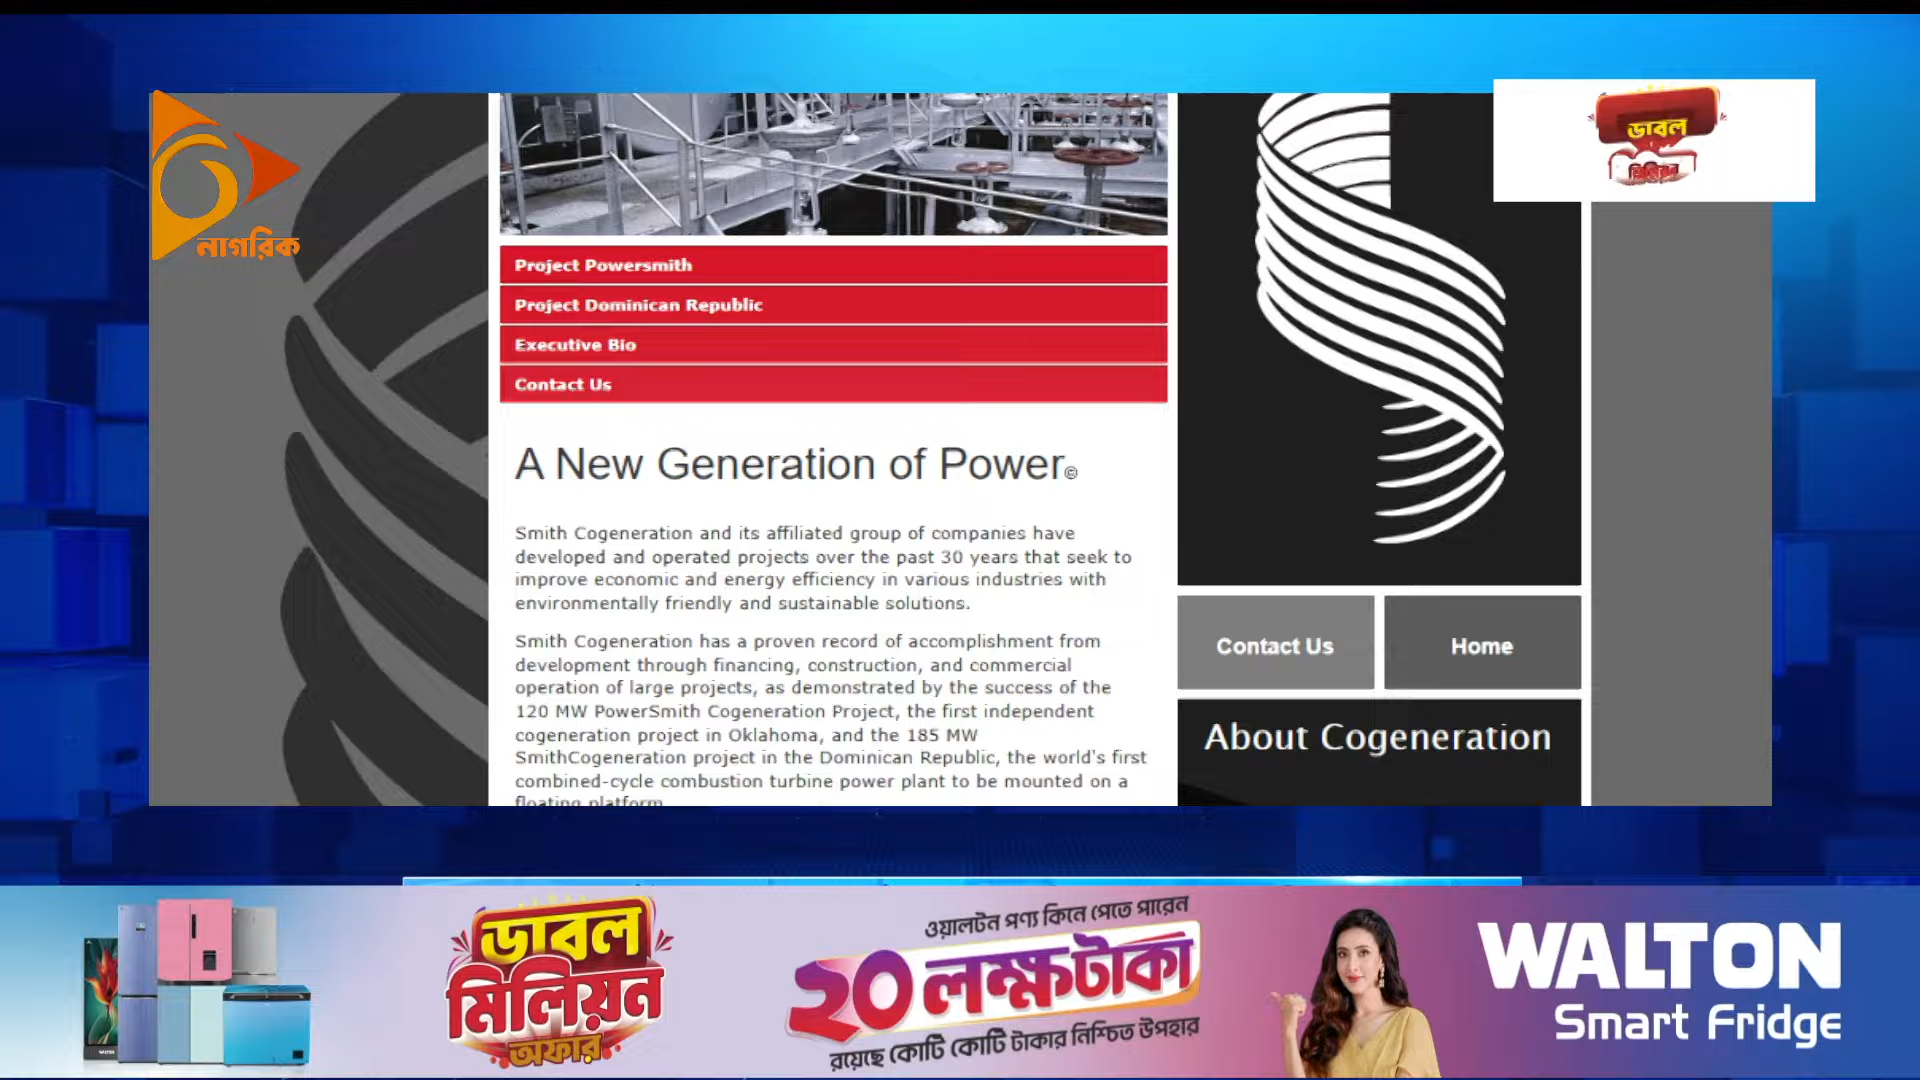 নাগরিক
ডাবল
মিলিয়ন
Project Powersmith
Project Dominican Republic
Executive Bio
Contact Us
A New Generation of Power©
Smith Cogeneration and its affiliated group of companies have
developed and operated projects over the past 30 years that seek to
improve economic and energy efficiency in various industries with
environmentally friendly and sustainable solutions.
Smith Cogeneration has a proven record of accomplishment from
development through financing, construction, and commercial
operation of large projects, as demonstrated by the success of the
120 MW PowerSmith Cogeneration Project, the first independent
cogeneration project in Oklahoma, and the 185 MW
SmithCogeneration project in the Dominican Republic, the world's first
combined-cycle combustion turbine power plant to be mounted on a
floating platform
Contact Us
Home
About Cogeneration
ডাবল
মিলিয়ন
অফার
ওয়ালটন পণ্য কিনে পেতে পারেন
২০ লক্ষ টাকা
রয়েছে কোটি কোটি টাকার নিশ্চিত উপহার
WALTON
Smart Fridge